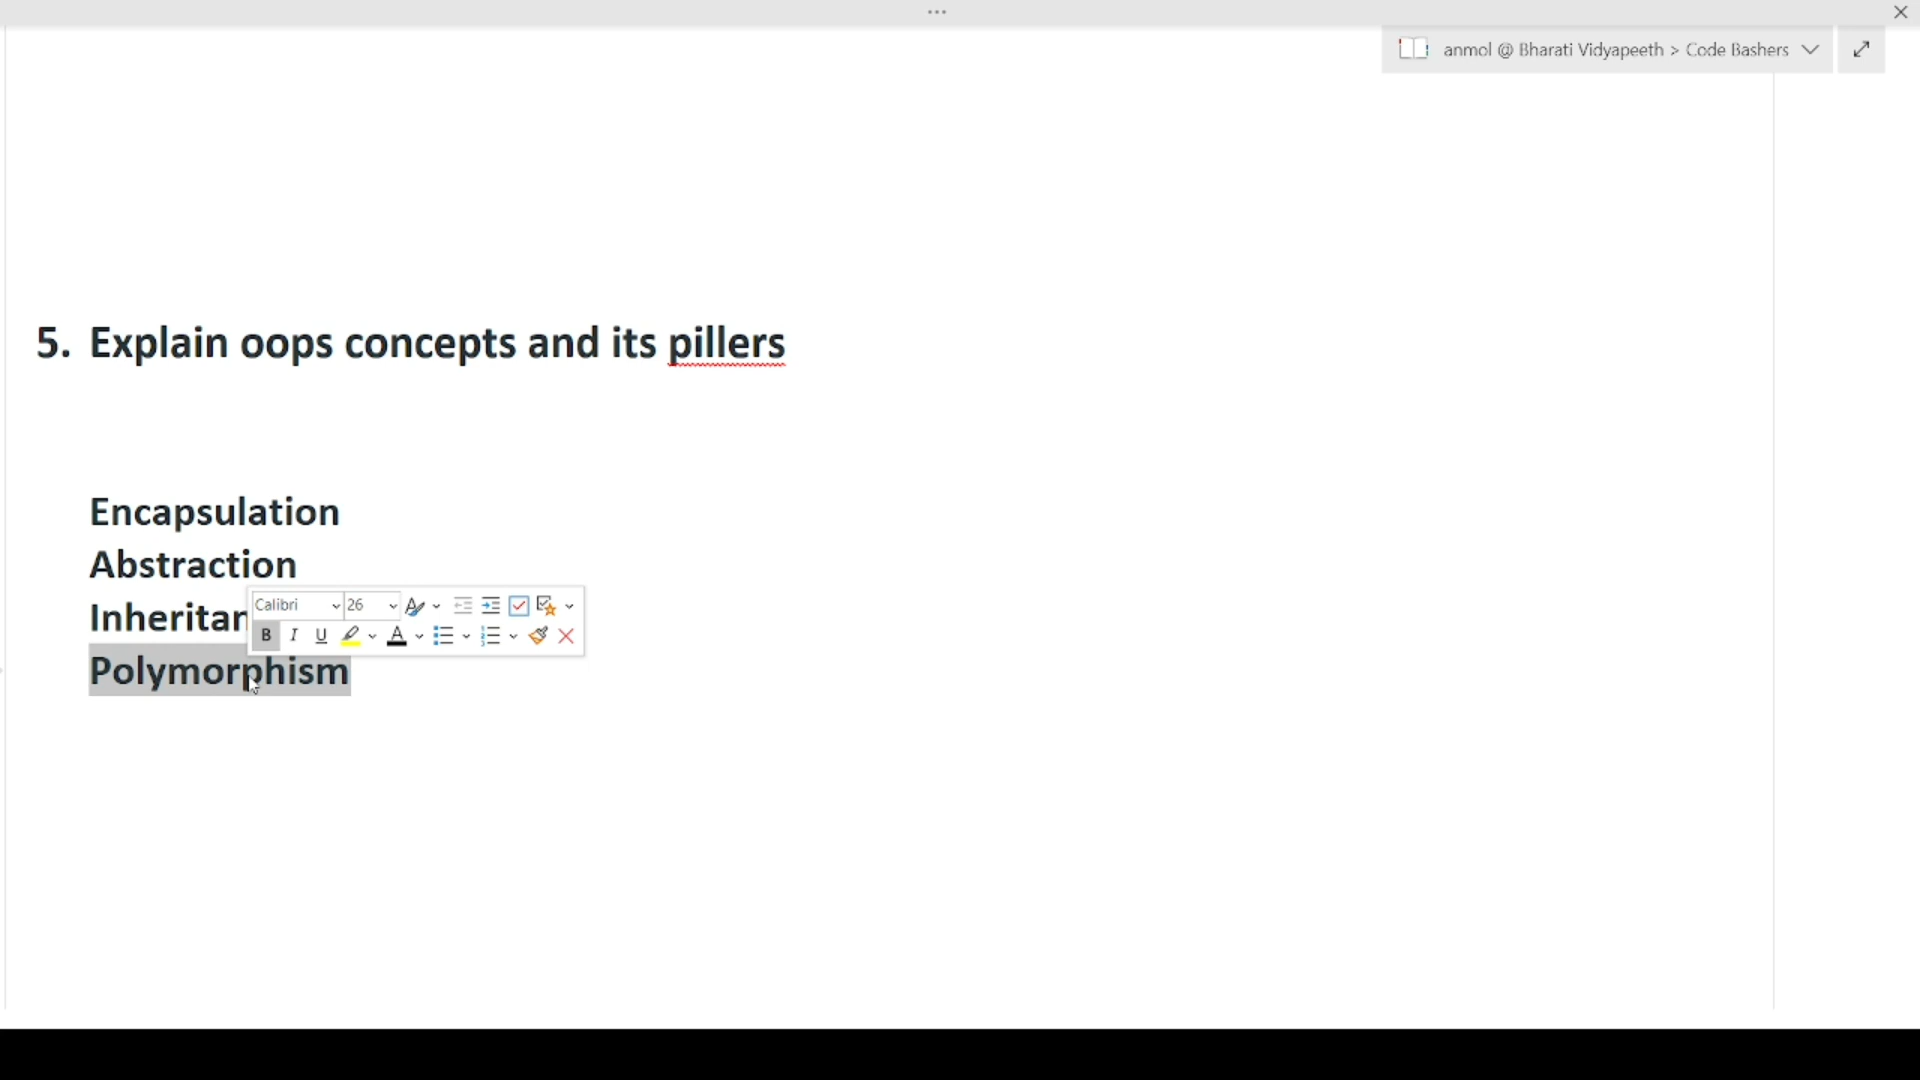 anmol @ Bharati Vidyapeeth > Code Bashers
5. Explain oops concepts and its pillers
Encapsulation
Abstraction
Inheritan
Calibri 26
B I U A
Polymorphism